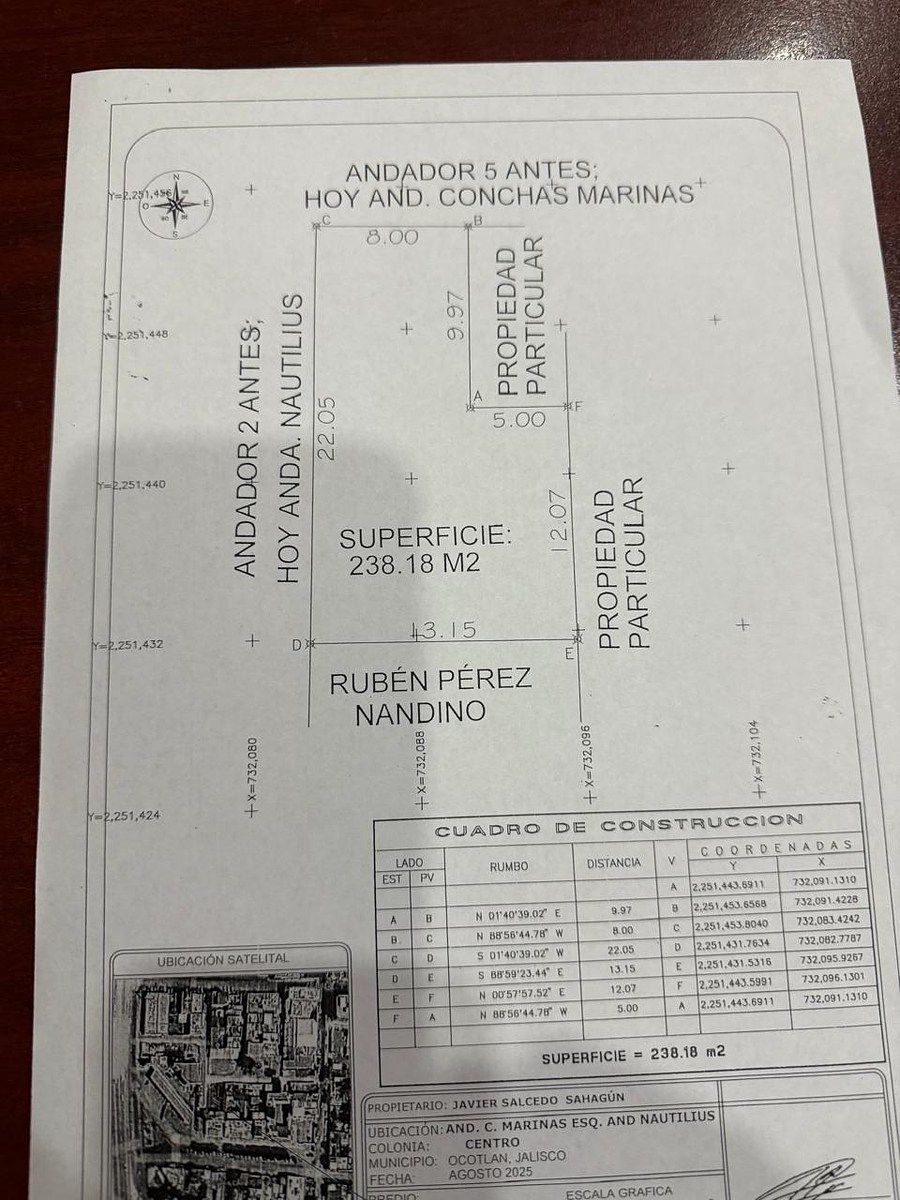 ANDADOR 5 ANTES;
HOY AND. CONCHAS MARINAS
N
O
E
S
Y=2,251,456
C
B
8.00
9.97
PROPIEDAD
PARTICULAR
ANDADOR 2 ANTES;
HOY ANDA. NAUTILIUS
22.05
Y=2,251,448
A
F
5.00
Y=2,251,440
12.07
PROPIEDAD
PARTICULAR
SUPERFICIE:
238.18 M2
Y=2,251,432
D
13.15
E
RUBÉN PÉREZ
NANDINO
X=732,080
X=732,088
X=732,096
X=732,104
Y=2,251,424
CUADRO DE CONSTRUCCION
LADO RUMBO DISTANCIA V COORDENADAS
EST PV Y X
A 2,251,443.6911 732,091.1310
A B N 01°40'39.02" E 9.97 B 2,251,453.6568 732,091.4228
B C N 88°56'44.78" W 8.00 C 2,251,453.8040 732,083.4242
C D S 01°40'39.02" W 22.05 D 2,251,431.7634 732,082.7787
D E S 88°59'23.44" E 13.15 E 2,251,431.5316 732,095.9267
E F N 00°57'57.52" E 12.07 F 2,251,443.5991 732,096.1301
F A N 88°56'44.78" W 5.00 A 2,251,443.6911 732,091.1310
SUPERFICIE = 238.18 m2
UBICACIÓN SATELITAL
PROPIETARIO: JAVIER SALCEDO SAHAGÚN
UBICACIÓN: AND. C. MARINAS ESQ. AND NAUTILIUS
COLONIA: CENTRO
MUNICIPIO: OCOTLAN, JALISCO
FECHA: AGOSTO 2025
PREDIO:
ESCALA GRAFICA